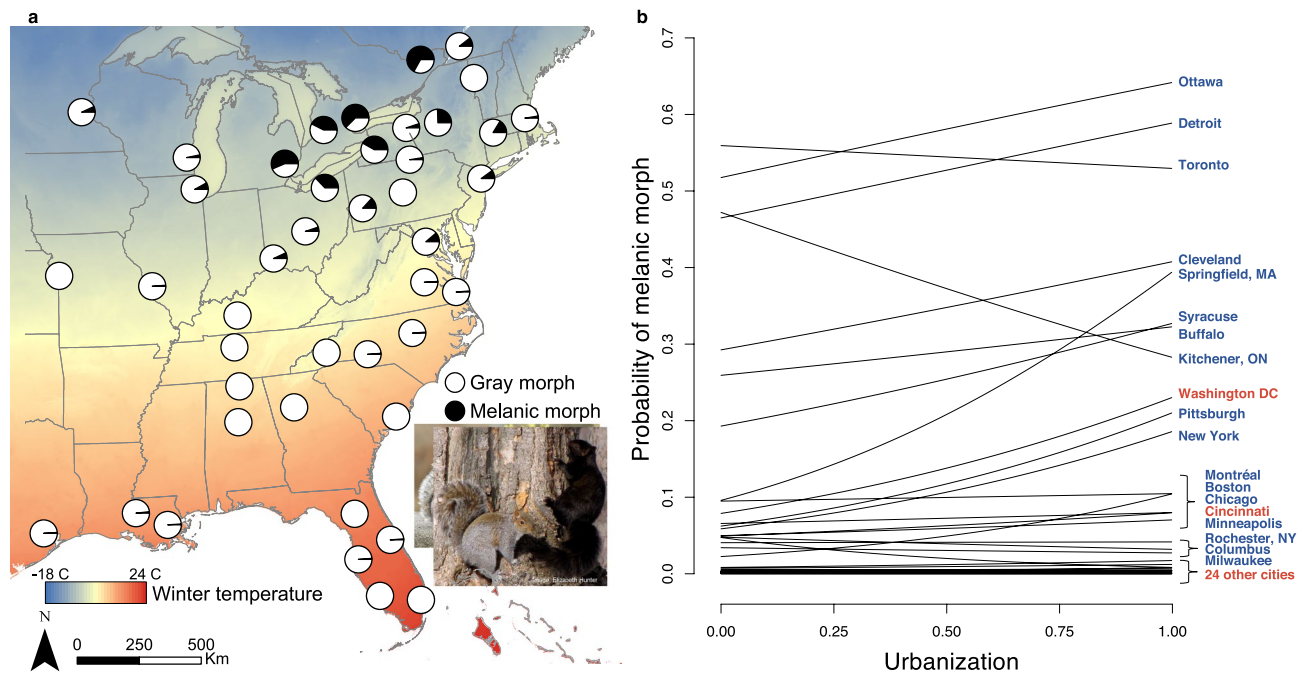 a
Gray morph
Melanic morph
-18 C
24 C
Winter temperature
N
0
250
500
Km
b
Probability of melanic morph
0.7
0.6
0.5
0.4
0.3
0.2
0.1
0.0
0.00
0.25
0.50
0.75
1.00
Urbanization
Ottawa
Detroit
Toronto
Cleveland
Springfield, MA
Syracuse
Buffalo
Kitchener, ON
Washington DC
Pittsburgh
New York
Montréal
Boston
Chicago
Cincinnati
Minneapolis
Rochester, NY
Columbus
Milwaukee
24 other cities
Elizabeth Hunter